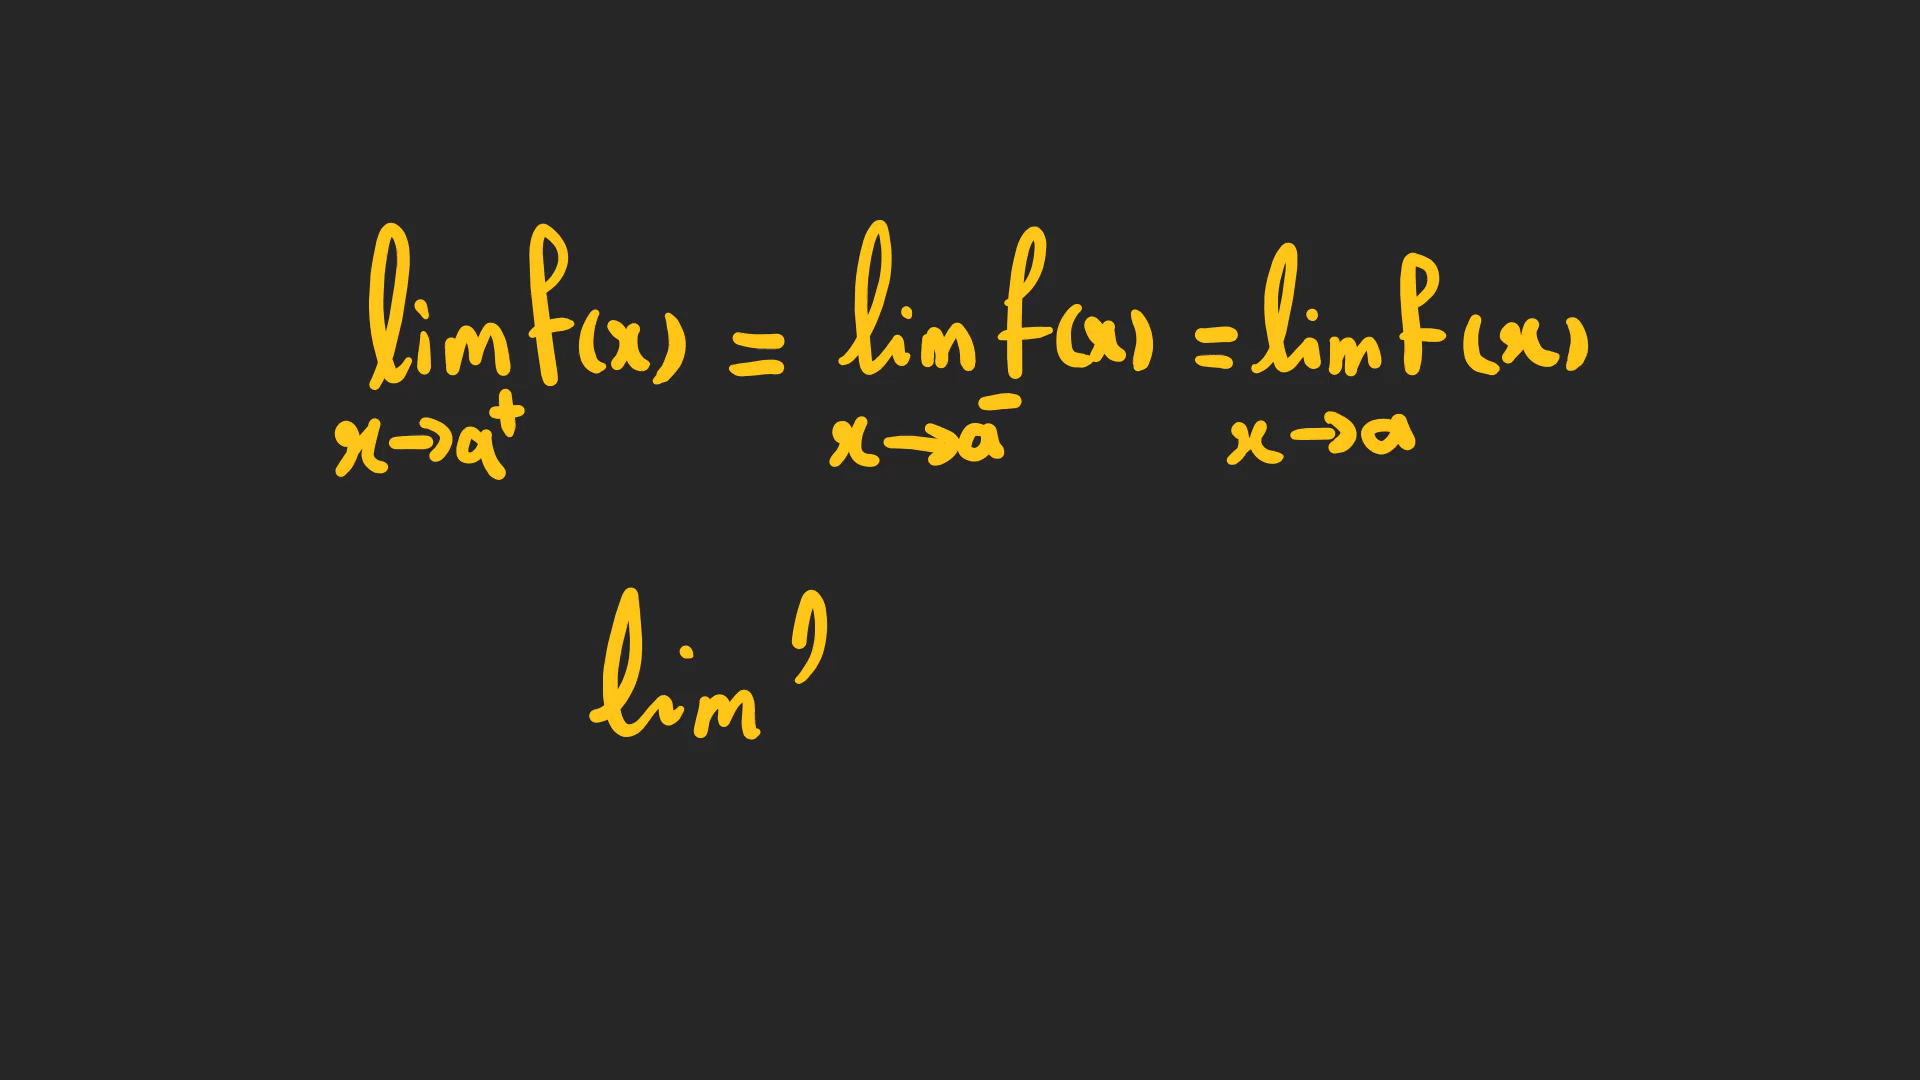 lim f(x) = lim f(x) = lim f(x)
x→a⁺ x→a⁻ x→a
lim